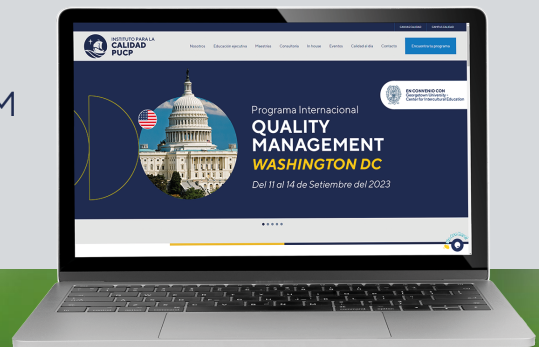 M
INSTITUTO PARA LA
CALIDAD
PUCP
Nosotros Educación ejecutiva Maestrías Consultoría In house Eventos Calidad al día Contacto Encuentra tu programa
EN CONVENIO CON
Georgetown University -
Center for Intercultural Education
Programa Internacional
QUALITY
MANAGEMENT
WASHINGTON DC
Del 11 al 14 de Setiembre del 2023